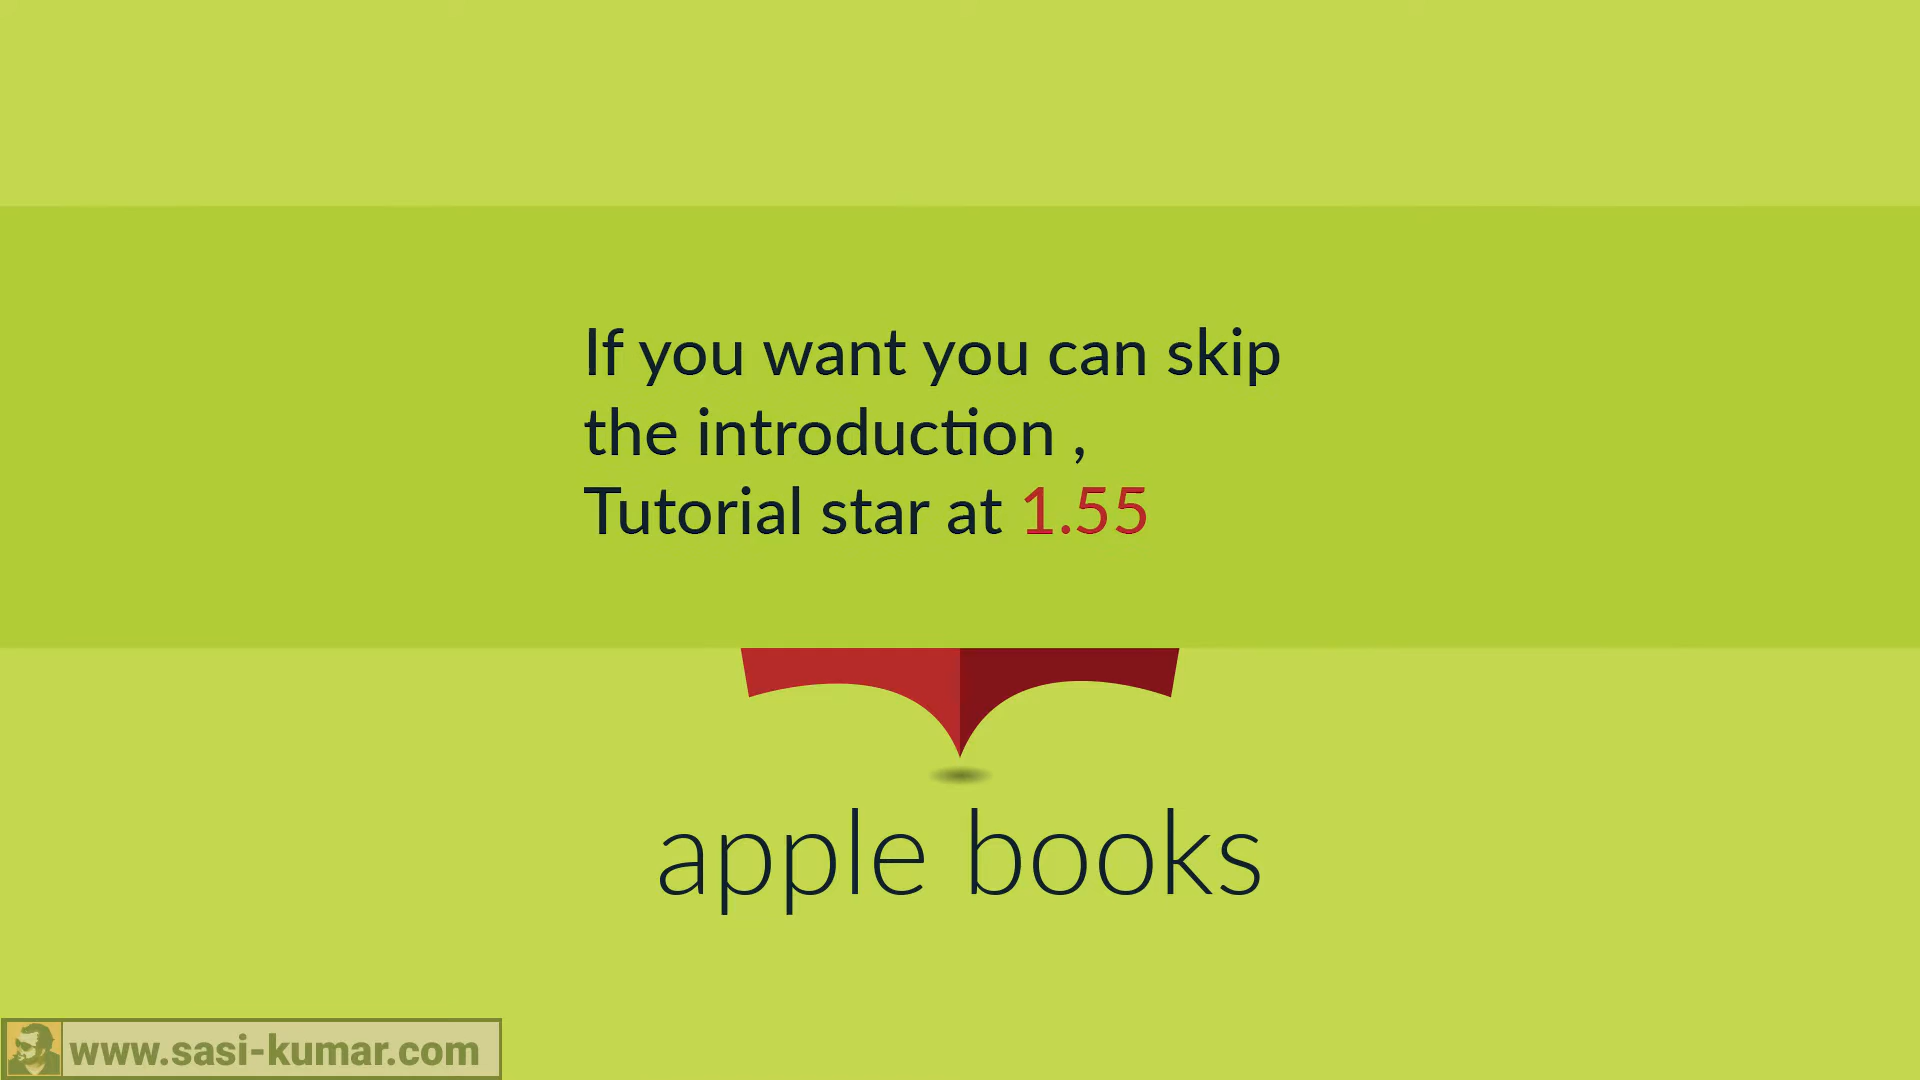 If you want you can skip
the introduction ,
Tutorial star at 1.55
apple books
www.sasi-kumar.com